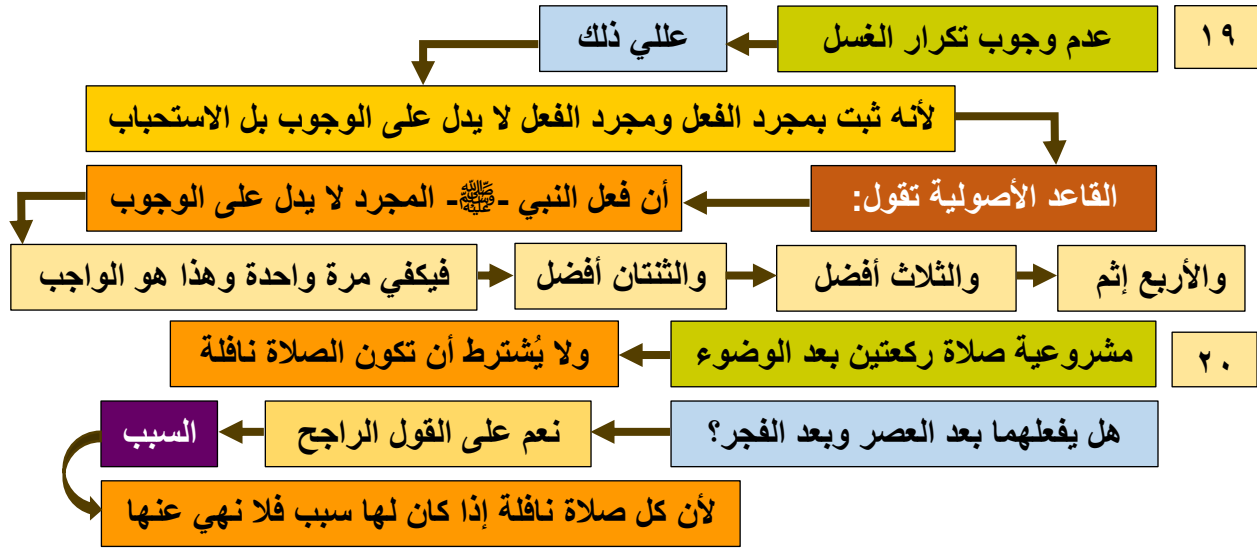 ١٩ عدم وجوب تكرار الغسل عللي ذلك
لأنه ثبت بمجرد الفعل ومجرد الفعل لا يدل على الوجوب بل الاستحباب
القاعد الأصولية تقول: أن فعل النبي -ﷺ- المجرد لا يدل على الوجوب
فيكفي مرة واحدة وهذا هو الواجب والثنتان أفضل والثلاث أفضل والأربع إثم
٢٠ مشروعية صلاة ركعتين بعد الوضوء ولا يُشترط أن تكون الصلاة نافلة
هل يفعلهما بعد العصر وبعد الفجر؟ نعم على القول الراجح السبب
لأن كل صلاة نافلة إذا كان لها سبب فلا نهي عنها